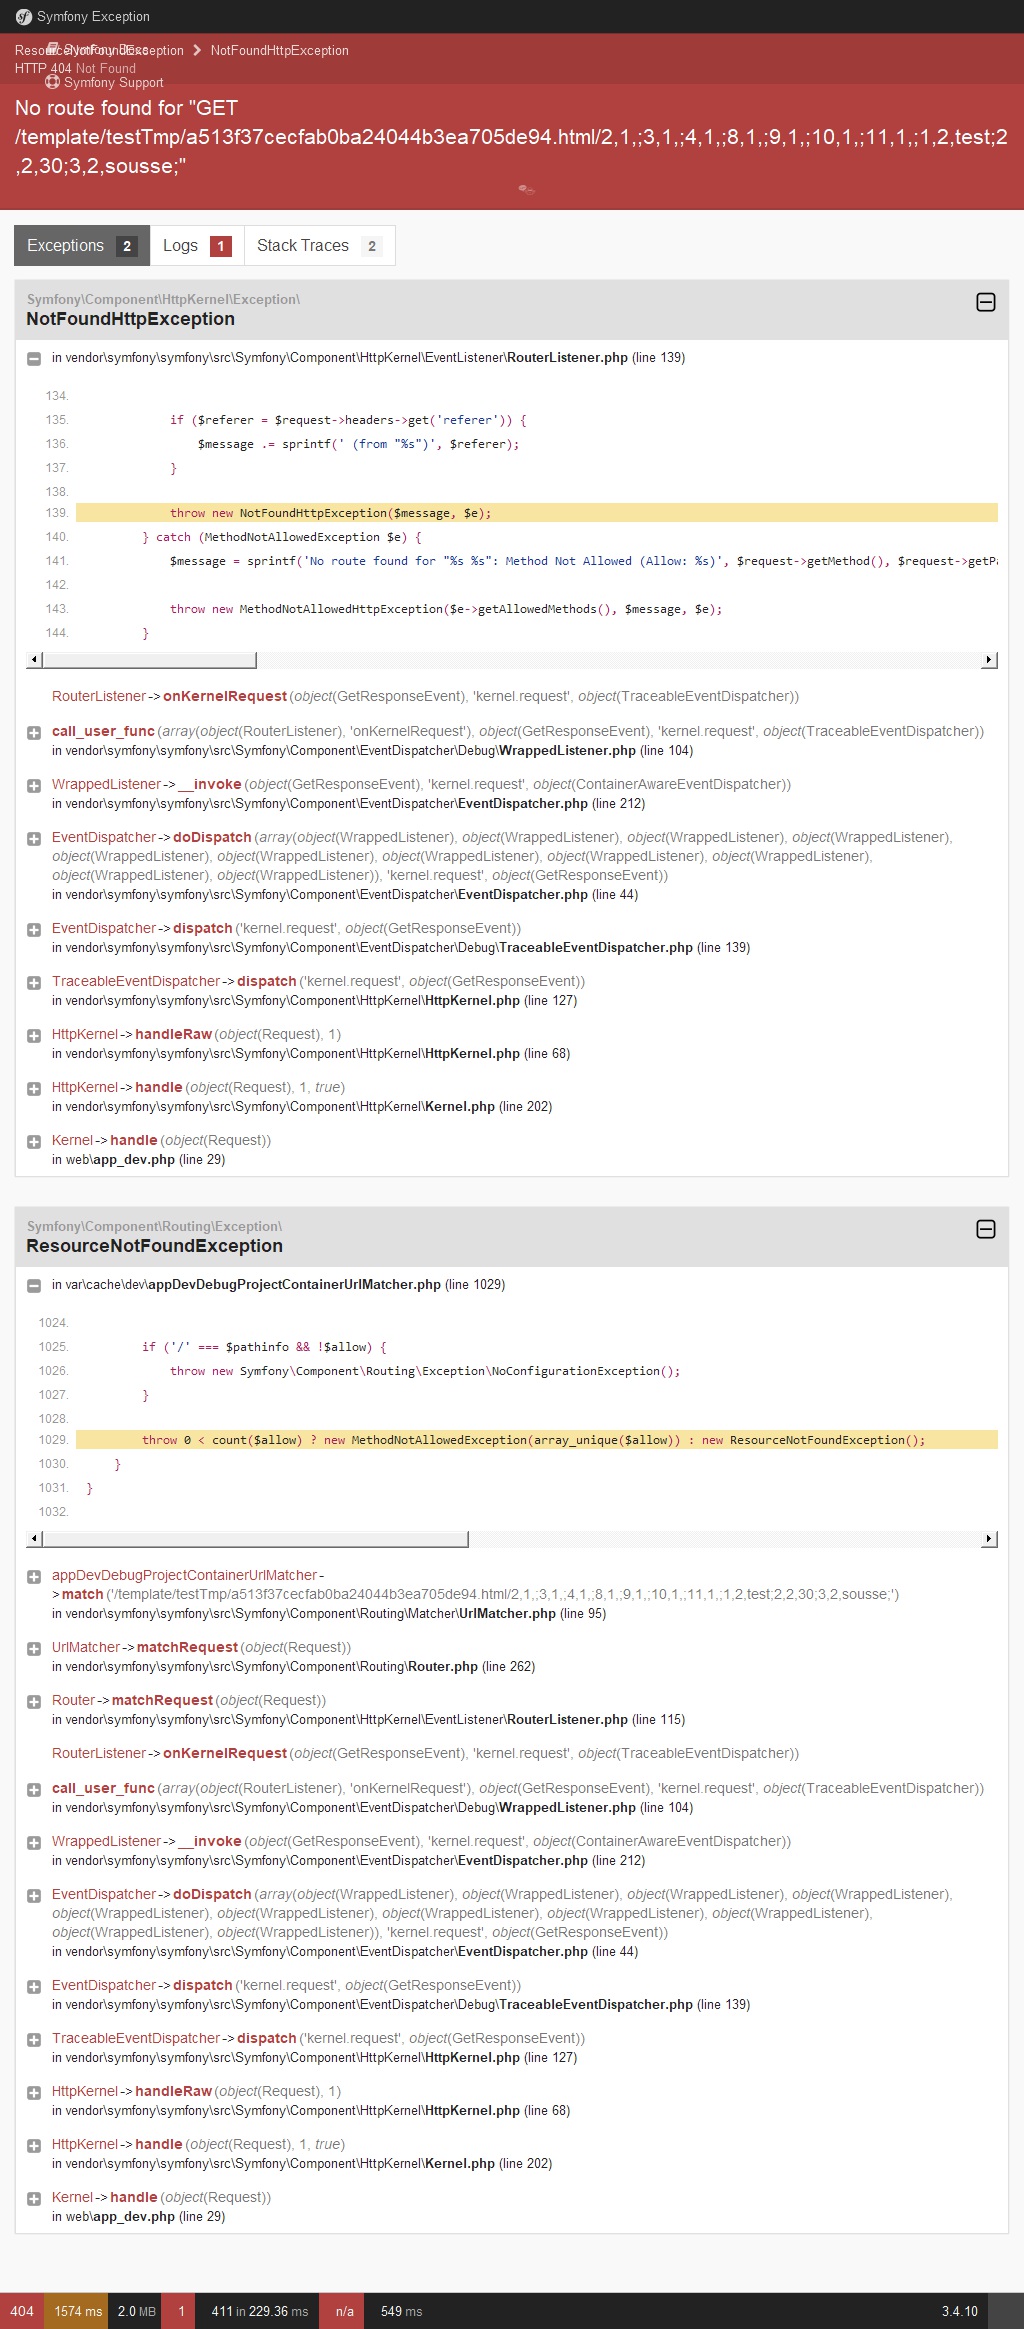 Symfony Exception
Symfony Docs
ResourceNotFoundException NotFoundHttpException
HTTP 404 Not Found
Symfony Support
No route found for "GET
/template/testTmp/a513f37cecfab0ba24044b3ea705de94.html/2,1,;3,1,;4,1,;8,1,;9,1,;10,1,;11,1,;1,2,test;2
,2,30;3,2,sousse;"
Exceptions 2 Logs 1 Stack Traces 2
Symfony\Component\HttpKernel\Exception\
NotFoundHttpException
in vendor\symfony\symfony\src\Symfony\Component\HttpKernel\EventListener\RouterListener.php (line 139)
134.
135. if ($referer = $request->headers->get('referer')) {
136. $message .= sprintf(' (from "%s")', $referer);
137. }
138.
139. throw new NotFoundHttpException($message, $e);
140. } catch (MethodNotAllowedException $e) {
141. $message = sprintf('No route found for "%s %s": Method Not Allowed (Allow: %s)', $request->getMethod(), $request->getPa
142.
143. throw new MethodNotAllowedHttpException($e->getAllowedMethods(), $message, $e);
144. }
RouterListener->onKernelRequest(object(GetResponseEvent), 'kernel.request', object(TraceableEventDispatcher))
call_user_func(array(object(RouterListener), 'onKernelRequest'), object(GetResponseEvent), 'kernel.request', object(TraceableEventDispatcher))
in vendor\symfony\symfony\src\Symfony\Component\EventDispatcher\Debug\WrappedListener.php (line 104)
WrappedListener->__invoke(object(GetResponseEvent), 'kernel.request', object(ContainerAwareEventDispatcher))
in vendor\symfony\symfony\src\Symfony\Component\EventDispatcher\EventDispatcher.php (line 212)
EventDispatcher->doDispatch(array(object(WrappedListener), object(WrappedListener), object(WrappedListener), object(WrappedListener),
object(WrappedListener), object(WrappedListener), object(WrappedListener), object(WrappedListener), object(WrappedListener),
object(WrappedListener), object(WrappedListener)), 'kernel.request', object(GetResponseEvent))
in vendor\symfony\symfony\src\Symfony\Component\EventDispatcher\EventDispatcher.php (line 44)
EventDispatcher->dispatch('kernel.request', object(GetResponseEvent))
in vendor\symfony\symfony\src\Symfony\Component\EventDispatcher\Debug\TraceableEventDispatcher.php (line 139)
TraceableEventDispatcher->dispatch('kernel.request', object(GetResponseEvent))
in vendor\symfony\symfony\src\Symfony\Component\HttpKernel\HttpKernel.php (line 127)
HttpKernel->handleRaw(object(Request), 1)
in vendor\symfony\symfony\src\Symfony\Component\HttpKernel\HttpKernel.php (line 68)
HttpKernel->handle(object(Request), 1, true)
in vendor\symfony\symfony\src\Symfony\Component\HttpKernel\Kernel.php (line 202)
Kernel->handle(object(Request))
in web\app_dev.php (line 29)
Symfony\Component\Routing\Exception\
ResourceNotFoundException
in var\cache\dev\appDevDebugProjectContainerUrlMatcher.php (line 1029)
1024.
1025. if ('/' === $pathinfo && !$allow) {
1026. throw new Symfony\Component\Routing\Exception\NoConfigurationException();
1027. }
1028.
1029. throw 0 < count($allow) ? new MethodNotAllowedException(array_unique($allow)) : new ResourceNotFoundException();
1030. }
1031. }
1032.
appDevDebugProjectContainerUrlMatcher-
>match('/template/testTmp/a513f37cecfab0ba24044b3ea705de94.html/2,1,;3,1,;4,1,;8,1,;9,1,;10,1,;11,1,;1,2,test;2,2,30;3,2,sousse;')
in vendor\symfony\symfony\src\Symfony\Component\Routing\Matcher\UrlMatcher.php (line 95)
UrlMatcher->matchRequest(object(Request))
in vendor\symfony\symfony\src\Symfony\Component\Routing\Router.php (line 262)
Router->matchRequest(object(Request))
in vendor\symfony\symfony\src\Symfony\Component\HttpKernel\EventListener\RouterListener.php (line 115)
RouterListener->onKernelRequest(object(GetResponseEvent), 'kernel.request', object(TraceableEventDispatcher))
call_user_func(array(object(RouterListener), 'onKernelRequest'), object(GetResponseEvent), 'kernel.request', object(TraceableEventDispatcher))
in vendor\symfony\symfony\src\Symfony\Component\EventDispatcher\Debug\WrappedListener.php (line 104)
WrappedListener->__invoke(object(GetResponseEvent), 'kernel.request', object(ContainerAwareEventDispatcher))
in vendor\symfony\symfony\src\Symfony\Component\EventDispatcher\EventDispatcher.php (line 212)
EventDispatcher->doDispatch(array(object(WrappedListener), object(WrappedListener), object(WrappedListener), object(WrappedListener),
object(WrappedListener), object(WrappedListener), object(WrappedListener), object(WrappedListener), object(WrappedListener),
object(WrappedListener), object(WrappedListener)), 'kernel.request', object(GetResponseEvent))
in vendor\symfony\symfony\src\Symfony\Component\EventDispatcher\EventDispatcher.php (line 44)
EventDispatcher->dispatch('kernel.request', object(GetResponseEvent))
in vendor\symfony\symfony\src\Symfony\Component\EventDispatcher\Debug\TraceableEventDispatcher.php (line 139)
TraceableEventDispatcher->dispatch('kernel.request', object(GetResponseEvent))
in vendor\symfony\symfony\src\Symfony\Component\HttpKernel\HttpKernel.php (line 127)
HttpKernel->handleRaw(object(Request), 1)
in vendor\symfony\symfony\src\Symfony\Component\HttpKernel\HttpKernel.php (line 68)
HttpKernel->handle(object(Request), 1, true)
in vendor\symfony\symfony\src\Symfony\Component\HttpKernel\Kernel.php (line 202)
Kernel->handle(object(Request))
in web\app_dev.php (line 29)
404 1574 ms 2.0 MB 1 411 in 229.36 ms n/a 549 ms 3.4.10